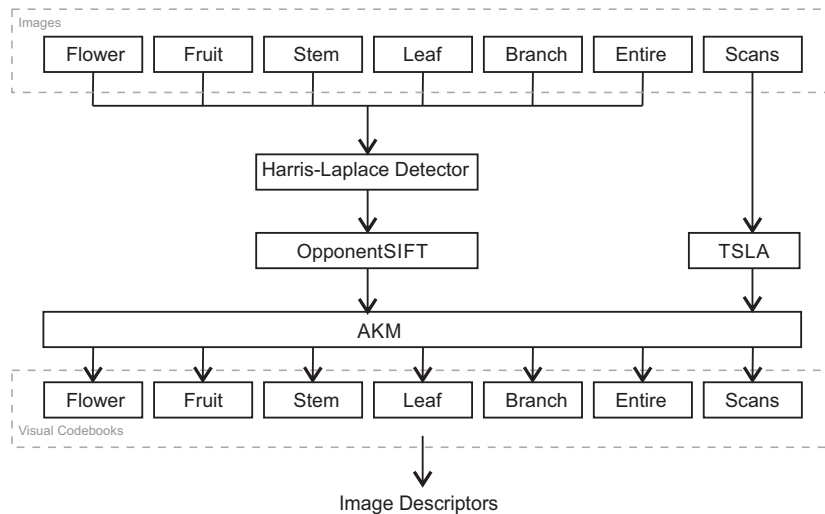 Images
Flower Fruit Stem Leaf Branch Entire Scans
Harris-Laplace Detector
OpponentSIFT TSLA
AKM
Flower Fruit Stem Leaf Branch Entire Scans
Visual Codebooks
Image Descriptors